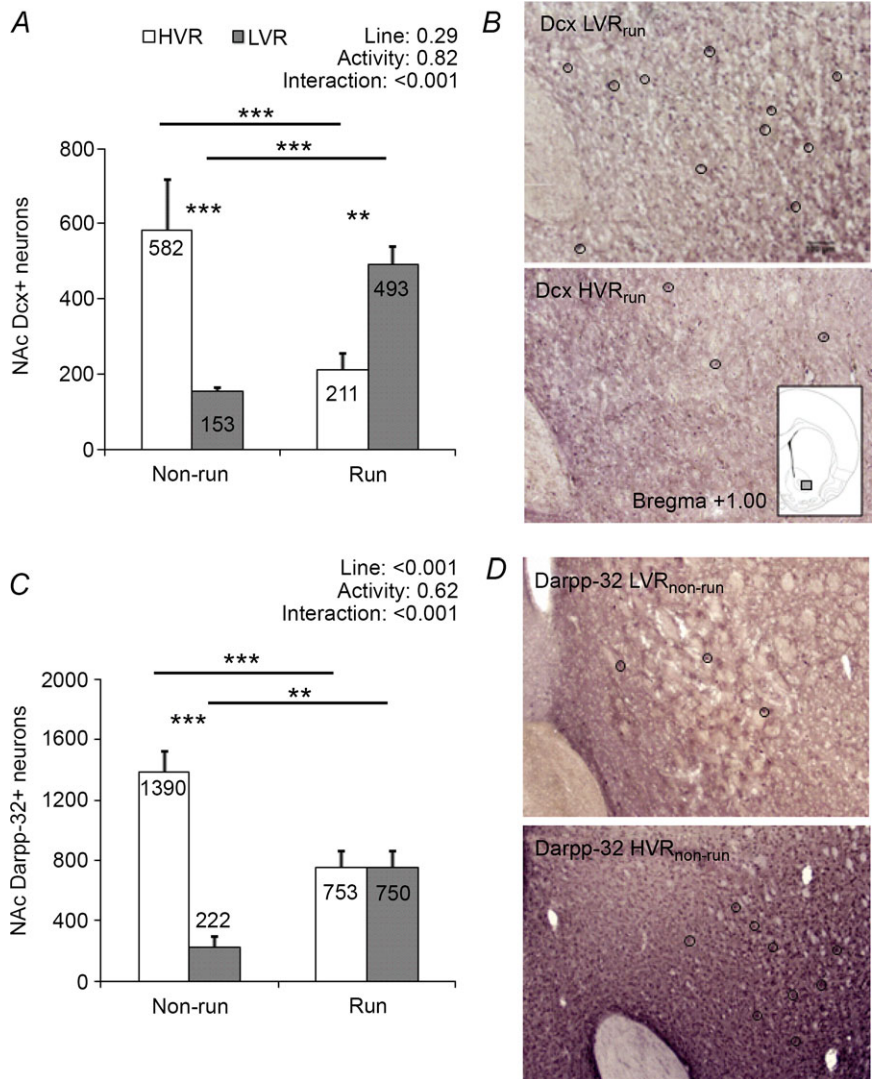 A
HVR LVR
Line: 0.29
Activity: 0.82
Interaction: <0.001
***
***
***
**
NAc Dcx+ neurons
800
600
400
200
0
582
153
211
493
Non-run
Run
B
Dcx LVRrun
Dcx HVRrun
Bregma +1.00
C
Line: <0.001
Activity: 0.62
Interaction: <0.001
***
**
***
NAc Darpp-32+ neurons
2000
1600
1200
800
400
0
1390
222
753
750
Non-run
Run
D
Darpp-32 LVRnon-run
Darpp-32 HVRnon-run